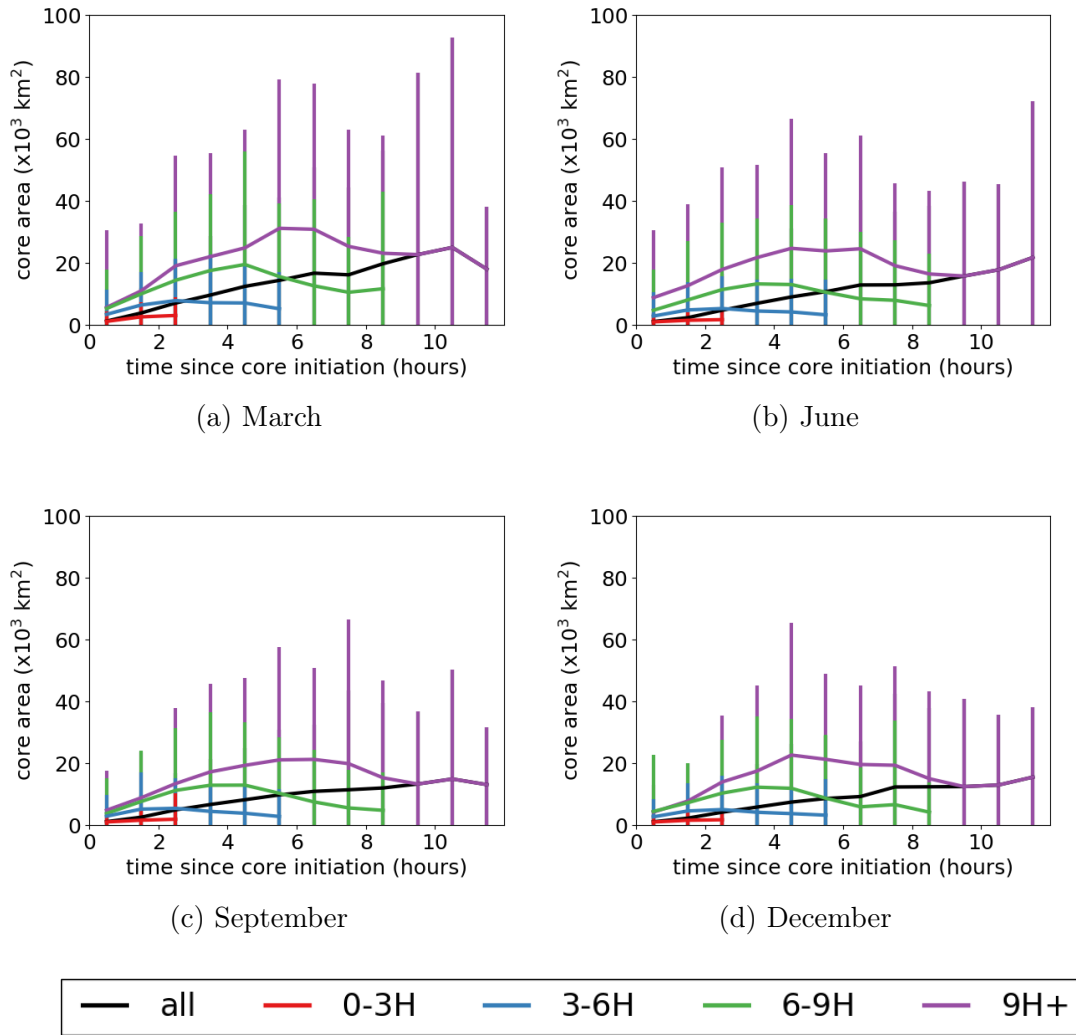 100
80
60
40
20
0
core area (x10³ km²)
0 2 4 6 8 10
time since core initiation (hours)
(a) March
100
80
60
40
20
0
core area (x10³ km²)
0 2 4 6 8 10
time since core initiation (hours)
(b) June
100
80
60
40
20
0
core area (x10³ km²)
0 2 4 6 8 10
time since core initiation (hours)
(c) September
100
80
60
40
20
0
core area (x10³ km²)
0 2 4 6 8 10
time since core initiation (hours)
(d) December
all 0-3H 3-6H 6-9H 9H+